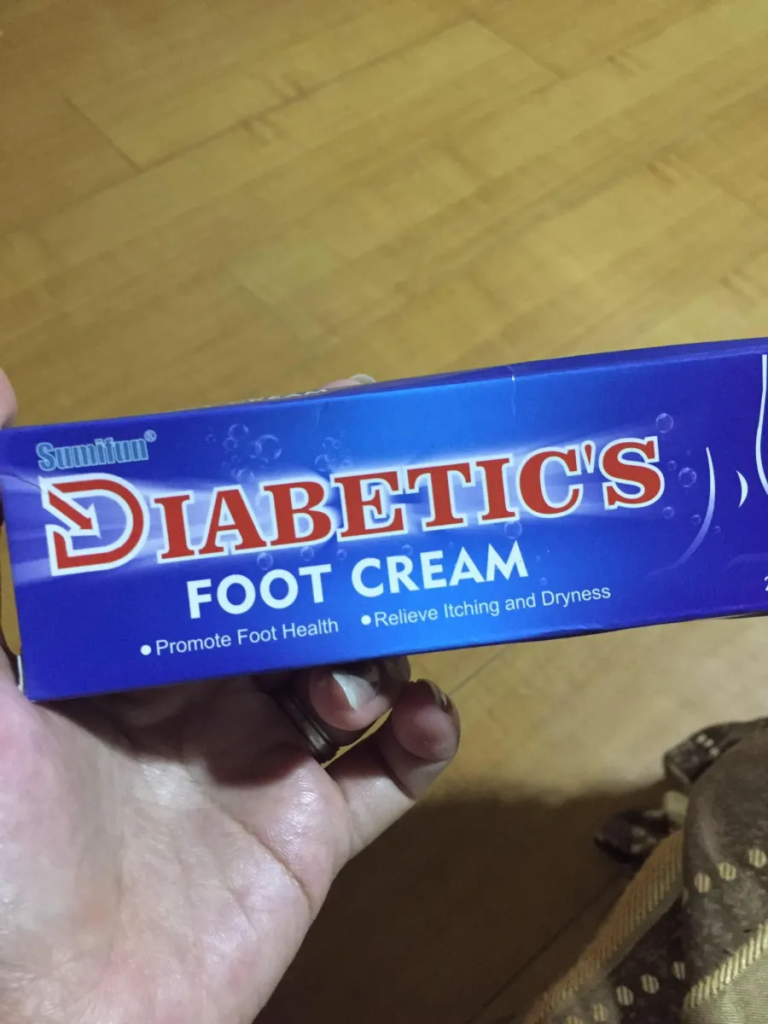 Sumifun®
DIABETIC'S
FOOT CREAM
•Promote Foot Health •Relieve Itching and Dryness